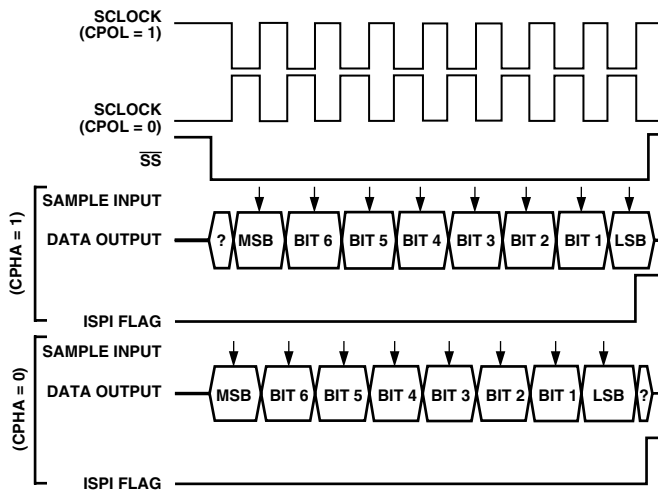 SCLOCK
(CPOL = 1)
SCLOCK
(CPOL = 0)
SS
(CPHA = 1)
SAMPLE INPUT
DATA OUTPUT
? MSB BIT 6 BIT 5 BIT 4 BIT 3 BIT 2 BIT 1 LSB
ISPI FLAG
(CPHA = 0)
SAMPLE INPUT
DATA OUTPUT
MSB BIT 6 BIT 5 BIT 4 BIT 3 BIT 2 BIT 1 LSB ?
ISPI FLAG